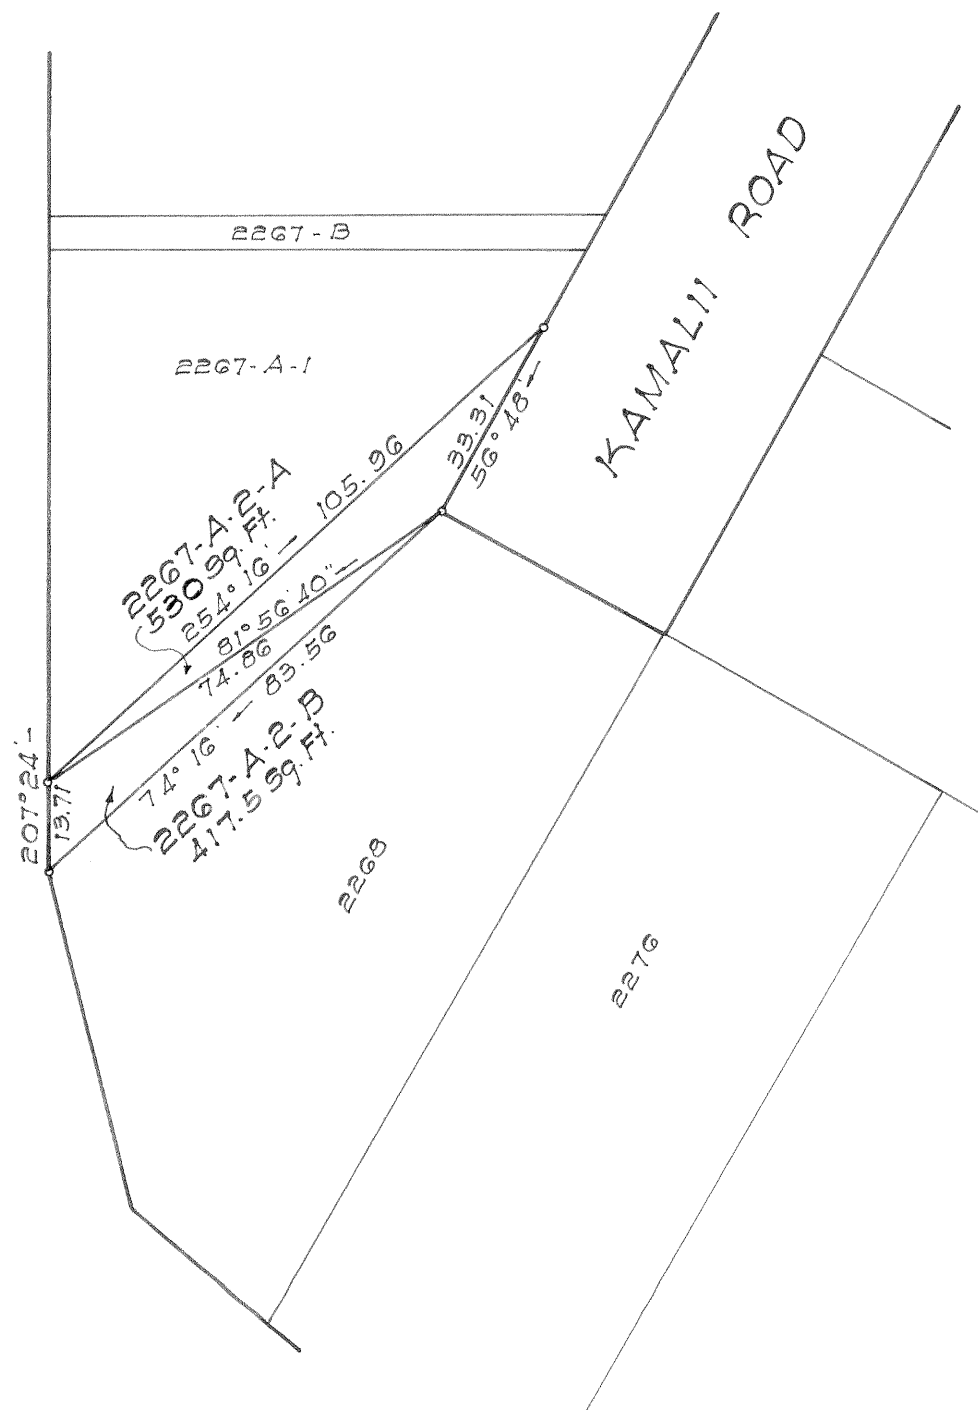 KAMALII ROAD
2267-B
2267-A-1
33.31
56° 48'
2267-A-2-A
530 Sq. Ft.
254° 16' 105.96
81° 56' 40"
74.86
74° 16' 83.56
2267-A-2-B
417.5 Sq. Ft.
207° 24'
13.71
2268
2276